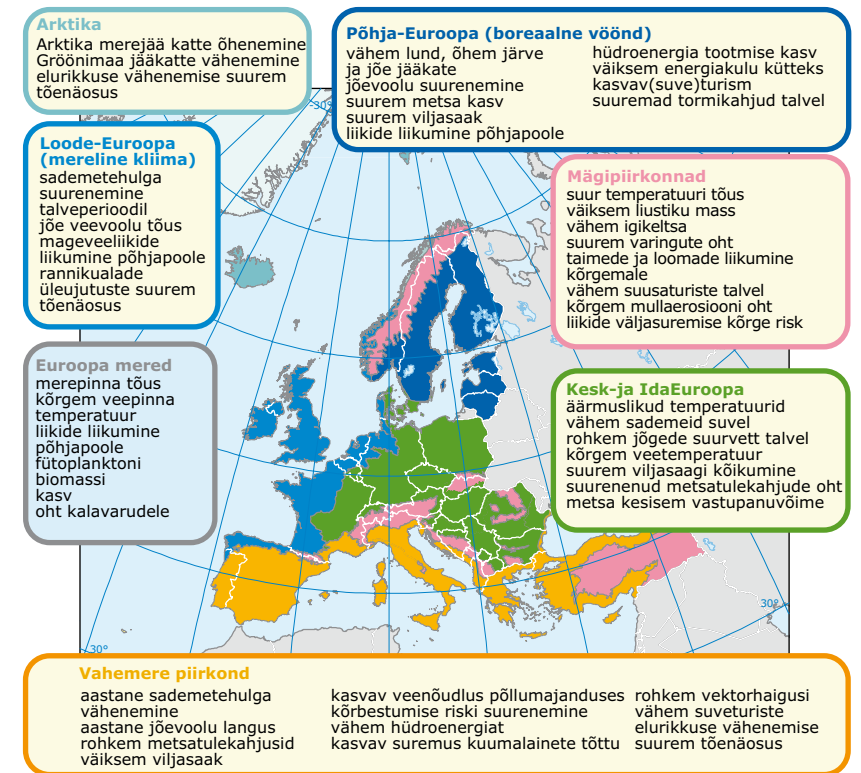 Arktika
Arktika merejää katte õhenemine
Gröönimaa jääkatte vähenemine
elurikkuse vähenemise suurem
tõenäosus
Põhja-Euroopa (boreaalne vöönd)
vähem lund, õhem järve
ja jõe jääkate
jõevoolu suurenemine
suurem metsa kasv
suurem viljasaak
liikide liikumine põhjapoole
hüdroenergia tootmise kasv
väiksem energiakulu kütteks
kasvav(suve)turism
suuremad tormikahjud talvel
-30°
Loode-Euroopa
(mereline kliima)
sademetehulga
suurenemine
talveperioodil
jõe veevoolu tõus
mageveeliikide
liikumine põhjapoole
rannikualade
üleujutuste suurem
tõenäosus
Mägipiirkonnad
suur temperatuuri tõus
väiksem liustiku mass
vähem igikeltsa
suurem varingute oht
taimede ja loomade liikumine
kõrgemale
vähem suusaturiste talvel
kõrgem mullaerosiooni oht
liikide väljasuremise kõrge risk
Euroopa mered
merepinna tõus
kõrgem veepinna
temperatuur
liikide liikumine
põhjapoole
fütoplanktoni
biomassi
kasv
oht kalavarudele
Kesk-ja IdaEuroopa
äärmuslikud temperatuurid
vähem sademeid suvel
rohkem jõgede suurvett talvel
kõrgem veetemperatuur
suurem viljasaagi kõikumine
suurenenud metsatulekahjude oht
metsa kesisem vastupanuvõime
30°
30°
Vahemere piirkond
aastane sademetehulga
vähenemine
aastane jõevoolu langus
rohkem metsatulekahjusid
väiksem viljasaak
kasvav veenõudlus põllumajanduses
kõrbestumise riski suurenemine
vähem hüdroenergiat
kasvav suremus kuumalainete tõttu
rohkem vektorhaigusi
vähem suveturiste
elurikkuse vähenemise
suurem tõenäosus